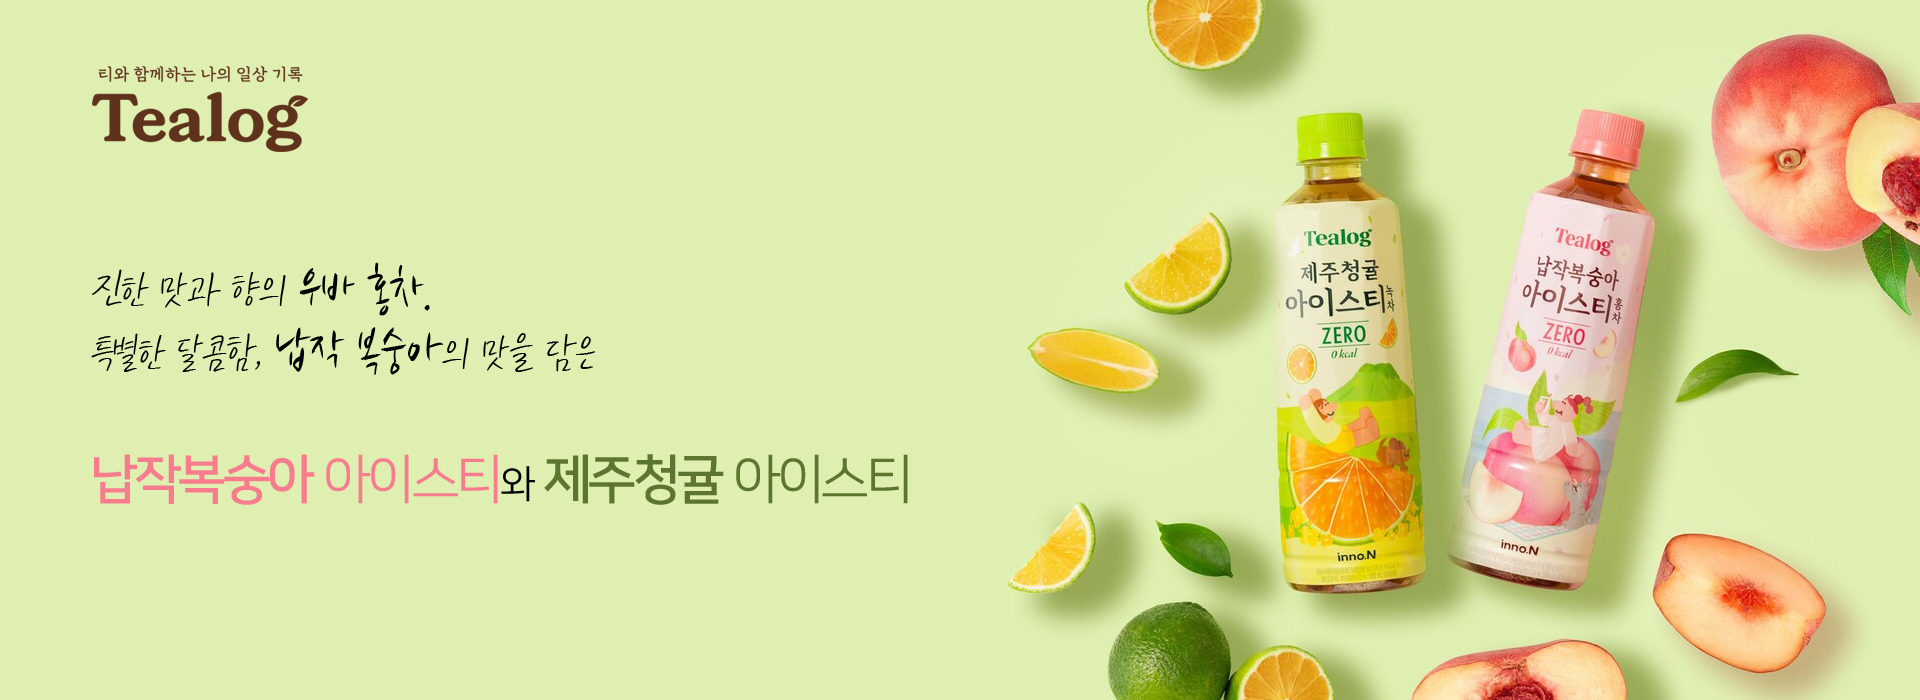 티와 함께하는 나의 일상 기록
Tealog
진한 맛과 향의 우바 홍차.
특별한 달콤함, 납작 복숭아의 맛을 담은
납작복숭아 아이스티와 제주청귤 아이스티
Tealog
제주청귤
아이스티 녹차
ZERO
0 kcal
inno.N
Tealog
납작복숭아
아이스티 홍차
ZERO
0 kcal
inno.N